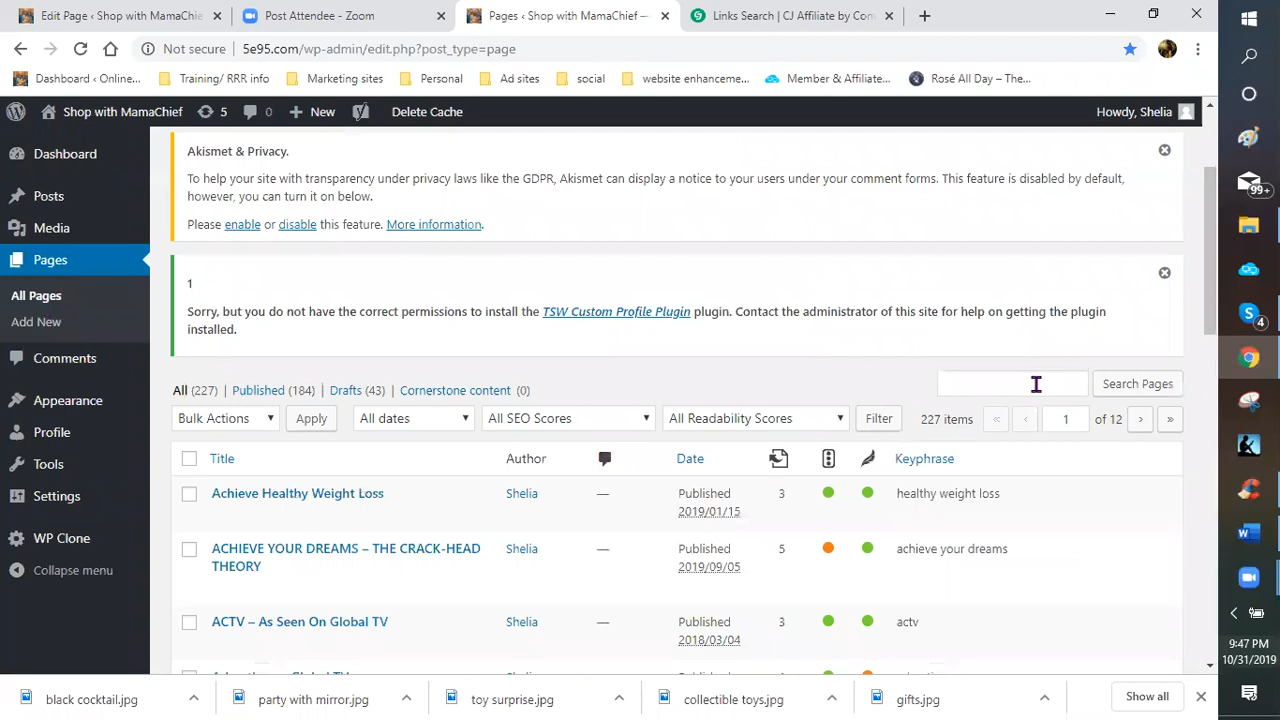 Edit Page ‹ Shop with MamaChief
Post Attendee - Zoom
Pages ‹ Shop with MamaChief —
Links Search | CJ Affiliate by Con
Not secure
5e95.com/wp-admin/edit.php?post_type=page
Dashboard ‹ Online...
Training/ RRR info
Marketing sites
Personal
Ad sites
social
website enhanceme...
Member & Affiliate...
Rosé All Day – The...
Shop with MamaChief
5
0
New
Delete Cache
Howdy, Shelia
Dashboard
Posts
Media
Pages
All Pages
Add New
Comments
Appearance
Profile
Tools
Settings
WP Clone
Collapse menu
Akismet & Privacy.
To help your site with transparency under privacy laws like the GDPR, Akismet can display a notice to your users under your comment forms. This feature is disabled by default,
however, you can turn it on below.
Please enable or disable this feature. More information.
1
Sorry, but you do not have the correct permissions to install the TSW Custom Profile Plugin plugin. Contact the administrator of this site for help on getting the plugin
installed.
All (227) | Published (184) | Drafts (43) | Cornerstone content (0)
Search Pages
Bulk Actions
Apply
All dates
All SEO Scores
All Readability Scores
Filter
227 items
«
‹
1
of 12
›
»
Title
Author
Date
Keyphrase
Achieve Healthy Weight Loss
Shelia
—
Published
2019/01/15
3
healthy weight loss
ACHIEVE YOUR DREAMS – THE CRACK-HEAD
THEORY
Shelia
—
Published
2019/09/05
5
achieve your dreams
ACTV – As Seen On Global TV
Shelia
—
Published
2018/03/04
3
actv
black cocktail.jpg
party with mirror.jpg
toy surprise.jpg
collectible toys.jpg
gifts.jpg
Show all
99+
4
9:47 PM
10/31/2019